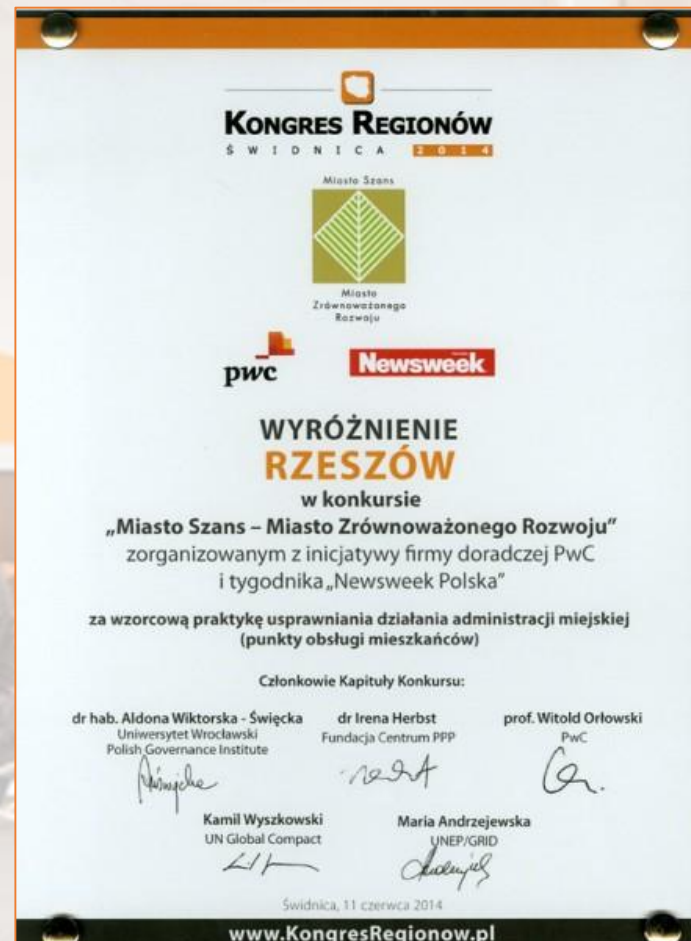 KONGRES REGIONÓW
ŚWIDNICA 2014
Miasto Szans
Miasto
Zrównoważonego
Rozwoju
pwc
Newsweek
WYRÓŻNIENIE
RZESZÓW
w konkursie
„Miasto Szans – Miasto Zrównoważonego Rozwoju”
zorganizowanym z inicjatywy firmy doradczej PwC
i tygodnika „Newsweek Polska”
za wzorcową praktykę usprawniania działania administracji miejskiej
(punkty obsługi mieszkańców)
Członkowie Kapituły Konkursu:
dr hab. Aldona Wiktorska - Święcka
Uniwersytet Wrocławski
Polish Governance Institute
dr Irena Herbst
Fundacja Centrum PPP
prof. Witold Orłowski
PwC
Kamil Wyszkowski
UN Global Compact
Maria Andrzejewska
UNEP/GRID
Świdnica, 11 czerwca 2014
www.KongresRegionow.pl